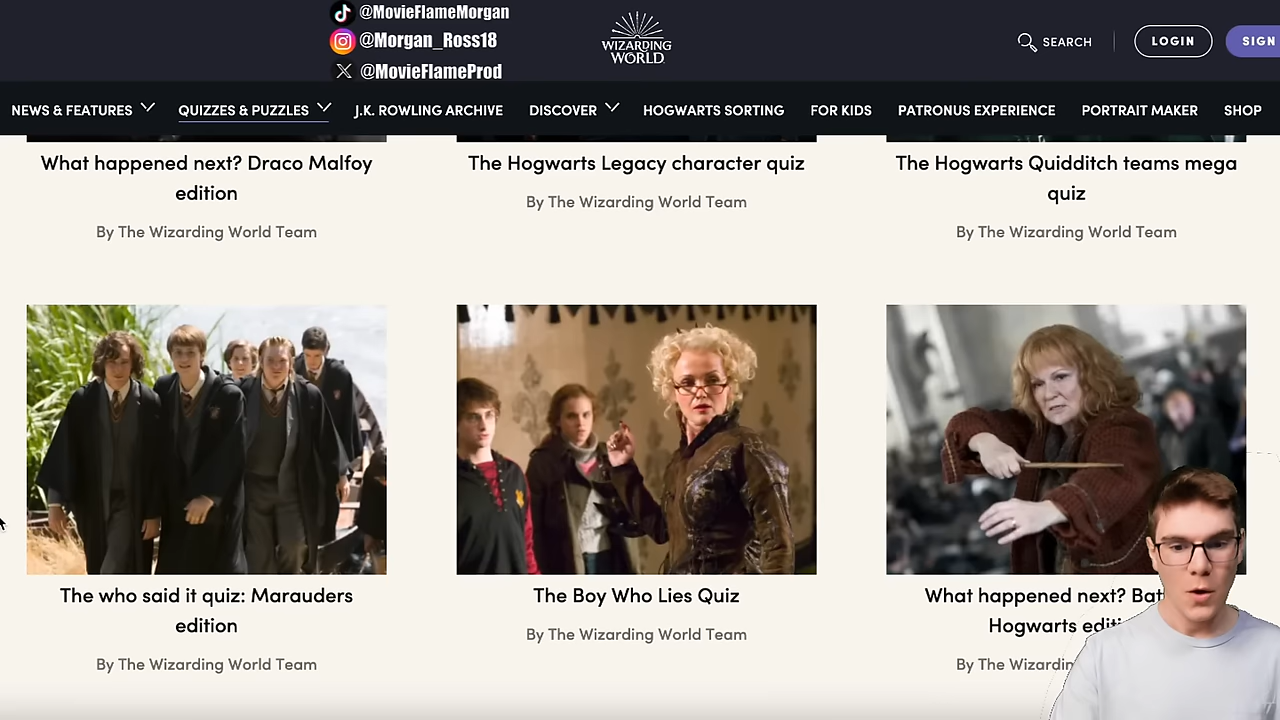 @MovieFlameMorgan
@Morgan_Ross18
@MovieFlameProd
WIZARDING
WORLD
SEARCH
LOGIN
SIGN
NEWS & FEATURES
QUIZZES & PUZZLES
J.K. ROWLING ARCHIVE
DISCOVER
HOGWARTS SORTING
FOR KIDS
PATRONUS EXPERIENCE
PORTRAIT MAKER
SHOP
What happened next? Draco Malfoy
edition
By The Wizarding World Team
The Hogwarts Legacy character quiz
By The Wizarding World Team
The Hogwarts Quidditch teams mega
quiz
By The Wizarding World Team
The who said it quiz: Marauders
edition
By The Wizarding World Team
The Boy Who Lies Quiz
By The Wizarding World Team
What happened next?
Hogwarts
By The